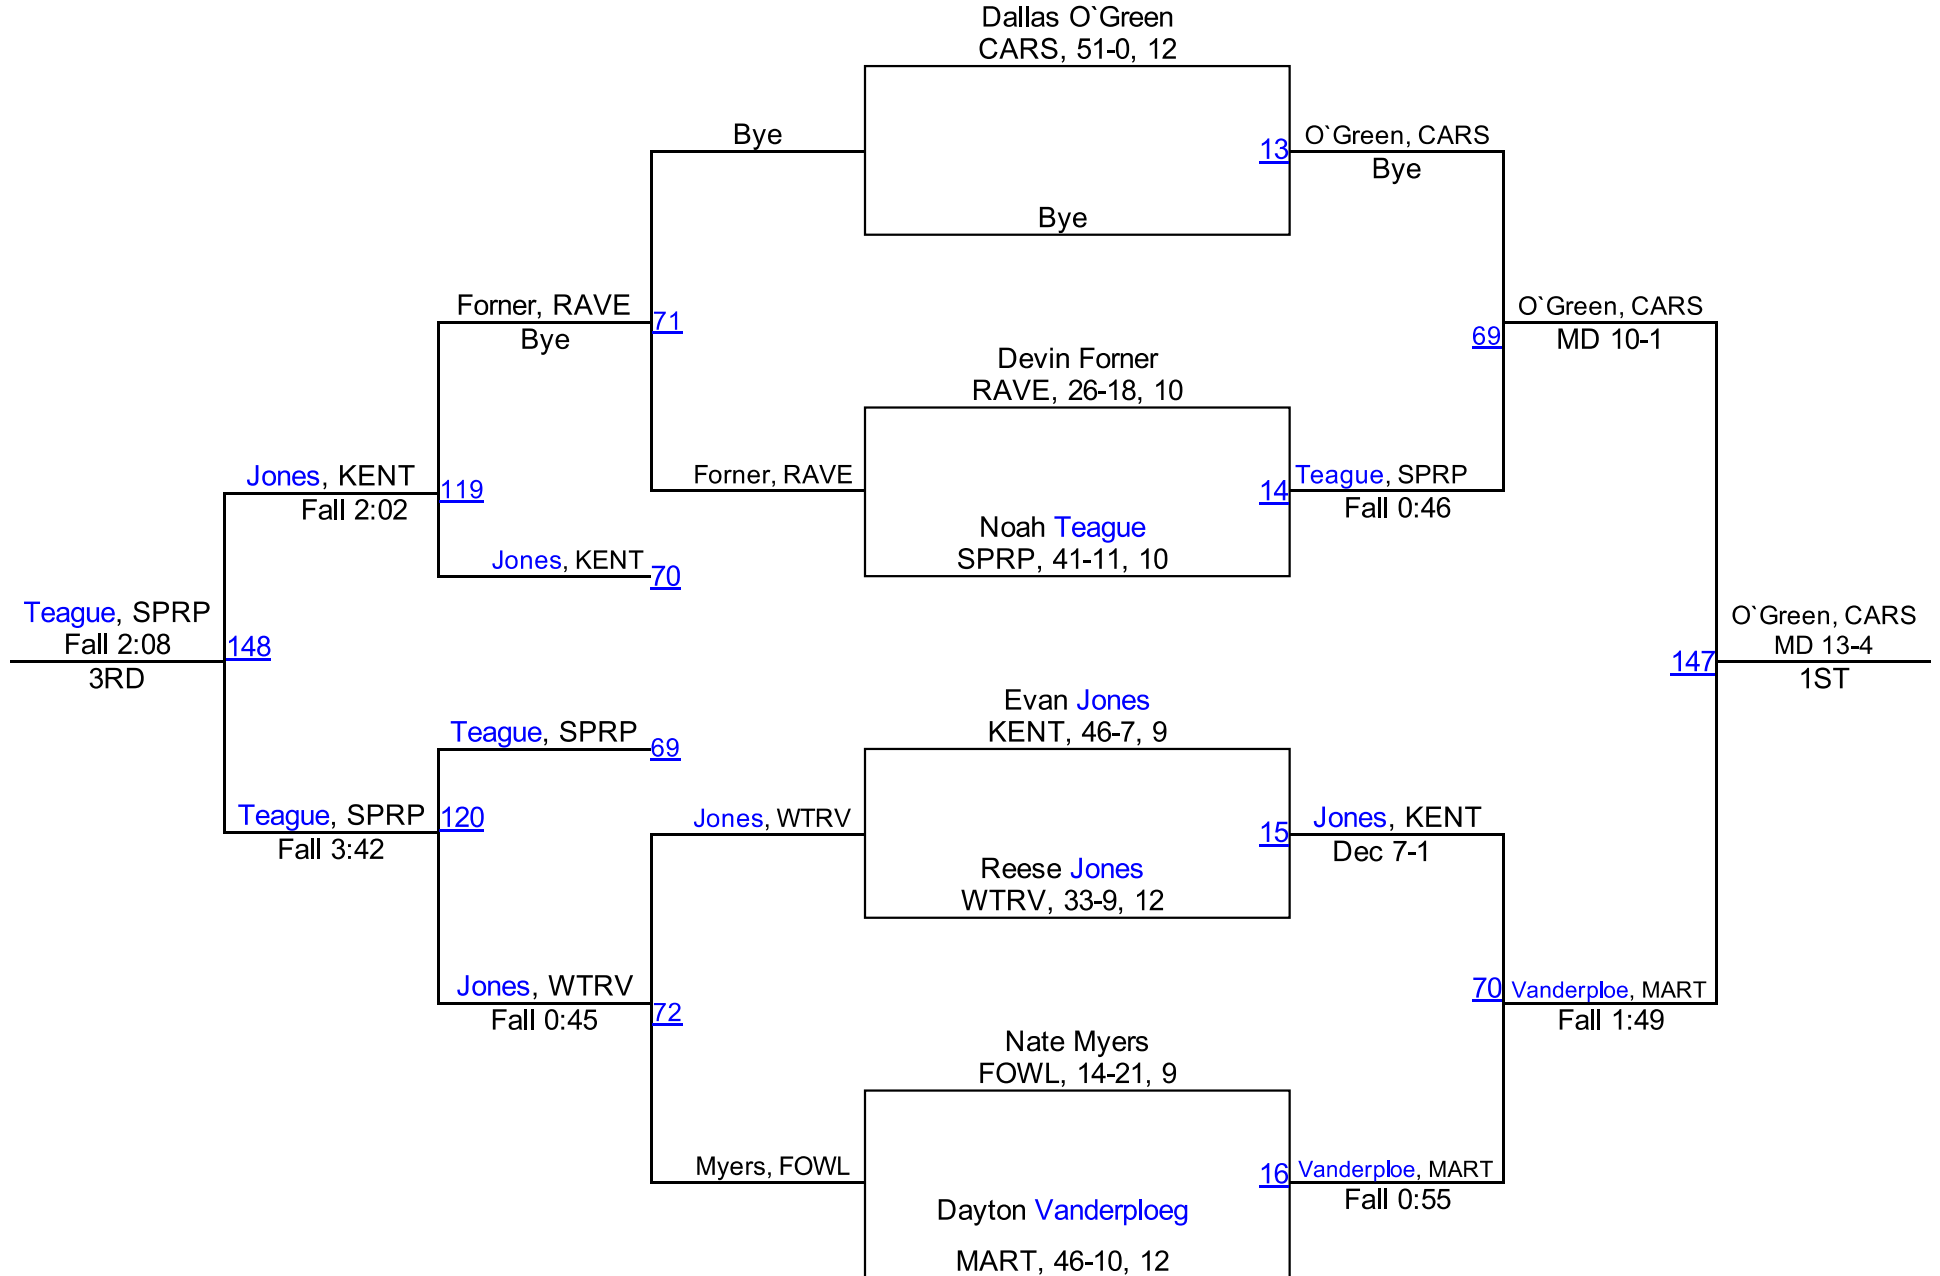 Dallas O`Green
CARS, 51-0, 12
Bye
13
O`Green, CARS
Bye
Bye
Forner, RAVE
Bye
71
O`Green, CARS
MD 10-1
69
Devin Forner
RAVE, 26-18, 10
Forner, RAVE
14
Teague, SPRP
Fall 0:46
Jones, KENT
Fall 2:02
119
Noah Teague
SPRP, 41-11, 10
Jones, KENT
70
Teague, SPRP
Fall 2:08
3RD
148
O`Green, CARS
MD 13-4
1ST
147
Evan Jones
KENT, 46-7, 9
Teague, SPRP
69
Teague, SPRP
Fall 3:42
120
Jones, WTRV
15
Jones, KENT
Dec 7-1
Reese Jones
WTRV, 33-9, 12
Jones, WTRV
Fall 0:45
72
70
Vanderploe, MART
Fall 1:49
Nate Myers
FOWL, 14-21, 9
Myers, FOWL
16
Vanderploe, MART
Fall 0:55
Dayton Vanderploeg
MART, 46-10, 12